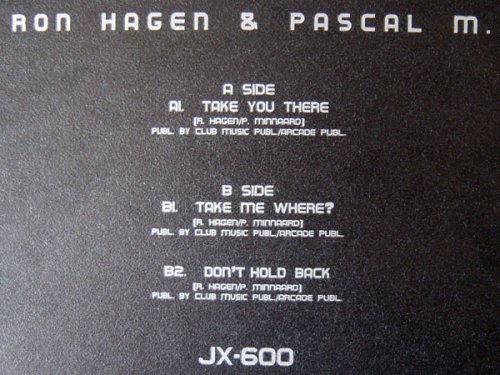 RON HAGEN & PASCAL M.
A SIDE
A1. TAKE YOU THERE
(R. HAGEN/P. MINNAARD)
PUBL. BY CLUB MUSIC PUBL./ARCADE PUBL.
B SIDE
B1. TAKE ME WHERE?
(R. HAGEN/P. MINNAARD)
PUBL. BY CLUB MUSIC PUBL./ARCADE PUBL.
B2. DON'T HOLD BACK
(R. HAGEN/P. MINNAARD)
PUBL. BY CLUB MUSIC PUBL./ARCADE PUBL.
JX-600